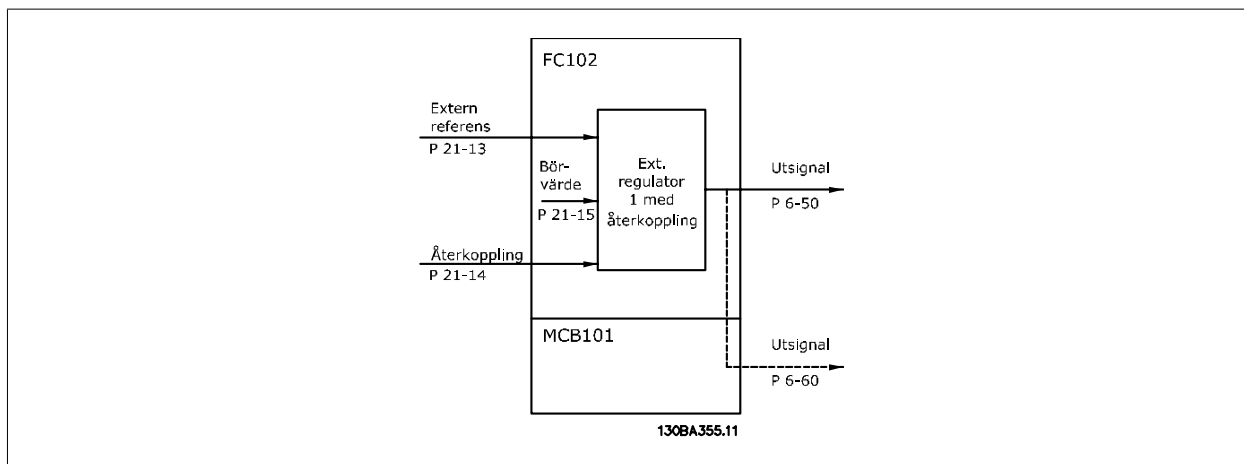 FC102
Extern
referens
P 21-13
Bör-
värde
P 21-15
Återkoppling
P 21-14
Ext.
regulator
1 med
återkoppling
Utsignal
P 6-50
MCB101
Utsignal
P 6-60
130BA355.11